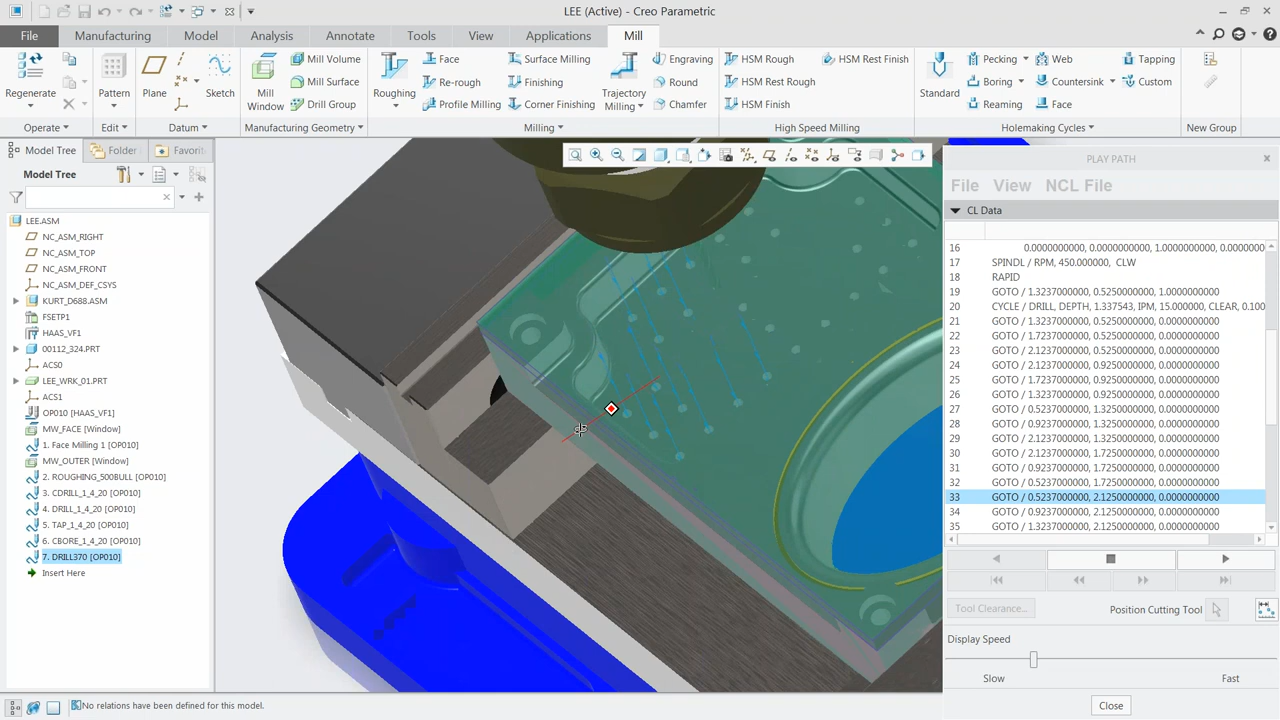 LEE (Active) - Creo Parametric
File
Manufacturing
Model
Analysis
Annotate
Tools
View
Applications
Mill
Regenerate
Operate
Pattern
Edit
Plane
Sketch
Datum
Mill Window
Mill Volume
Mill Surface
Drill Group
Manufacturing Geometry
Roughing
Face
Re-rough
Profile Milling
Surface Milling
Finishing
Corner Finishing
Trajectory Milling
Engraving
Round
Chamfer
Milling
HSM Rough
HSM Rest Rough
HSM Finish
HSM Rest Finish
High Speed Milling
Standard
Pecking
Boring
Reaming
Web
Countersink
Face
Tapping
Custom
Holemaking Cycles
New Group
Model Tree
Folde
Favorit
Model Tree
LEE.ASM
NC_ASM_RIGHT
NC_ASM_TOP
NC_ASM_FRONT
NC_ASM_DEF_CSYS
KURT_D688.ASM
FSETP1
HAAS_VF1
00112_324.PRT
ACS0
LEE_WRK_01.PRT
ACS1
OP010 [HAAS_VF1]
MW_FACE [Window]
1. Face Milling 1 [OP010]
MW_OUTER [Window]
2. ROUGHING_500BULL [OP010]
3. CDRILL_1_4_20 [OP010]
4. DRILL_1_4_20 [OP010]
5. TAP_1_4_20 [OP010]
6. CBORE_1_4_20 [OP010]
7. DRILL370 [OP010]
Insert Here
PLAY PATH
File View NCL File
CL Data
16 0.0000000000, 0.0000000000, 1.0000000000, 0.0000000
17 SPINDL / RPM, 450.000000, CLW
18 RAPID
19 GOTO / 1.3237000000, 0.5250000000, 1.0000000000
20 CYCLE / DRILL, DEPTH, 1.337543, IPM, 15.000000, CLEAR, 0.100
21 GOTO / 1.3237000000, 0.5250000000, 0.0000000000
22 GOTO / 1.7237000000, 0.5250000000, 0.0000000000
23 GOTO / 2.1237000000, 0.5250000000, 0.0000000000
24 GOTO / 2.1237000000, 0.9250000000, 0.0000000000
25 GOTO / 1.7237000000, 0.9250000000, 0.0000000000
26 GOTO / 1.3237000000, 0.9250000000, 0.0000000000
27 GOTO / 0.5237000000, 1.3250000000, 0.0000000000
28 GOTO / 0.9237000000, 1.3250000000, 0.0000000000
29 GOTO / 2.1237000000, 1.3250000000, 0.0000000000
30 GOTO / 2.1237000000, 1.7250000000, 0.0000000000
31 GOTO / 0.9237000000, 1.7250000000, 0.0000000000
32 GOTO / 0.5237000000, 1.7250000000, 0.0000000000
33 GOTO / 0.5237000000, 2.1250000000, 0.0000000000
34 GOTO / 0.9237000000, 2.1250000000, 0.0000000000
35 GOTO / 1.3237000000, 2.1250000000, 0.0000000000
Tool Clearance...
Position Cutting Tool
Display Speed
Slow
Fast
Close
No relations have been defined for this model.